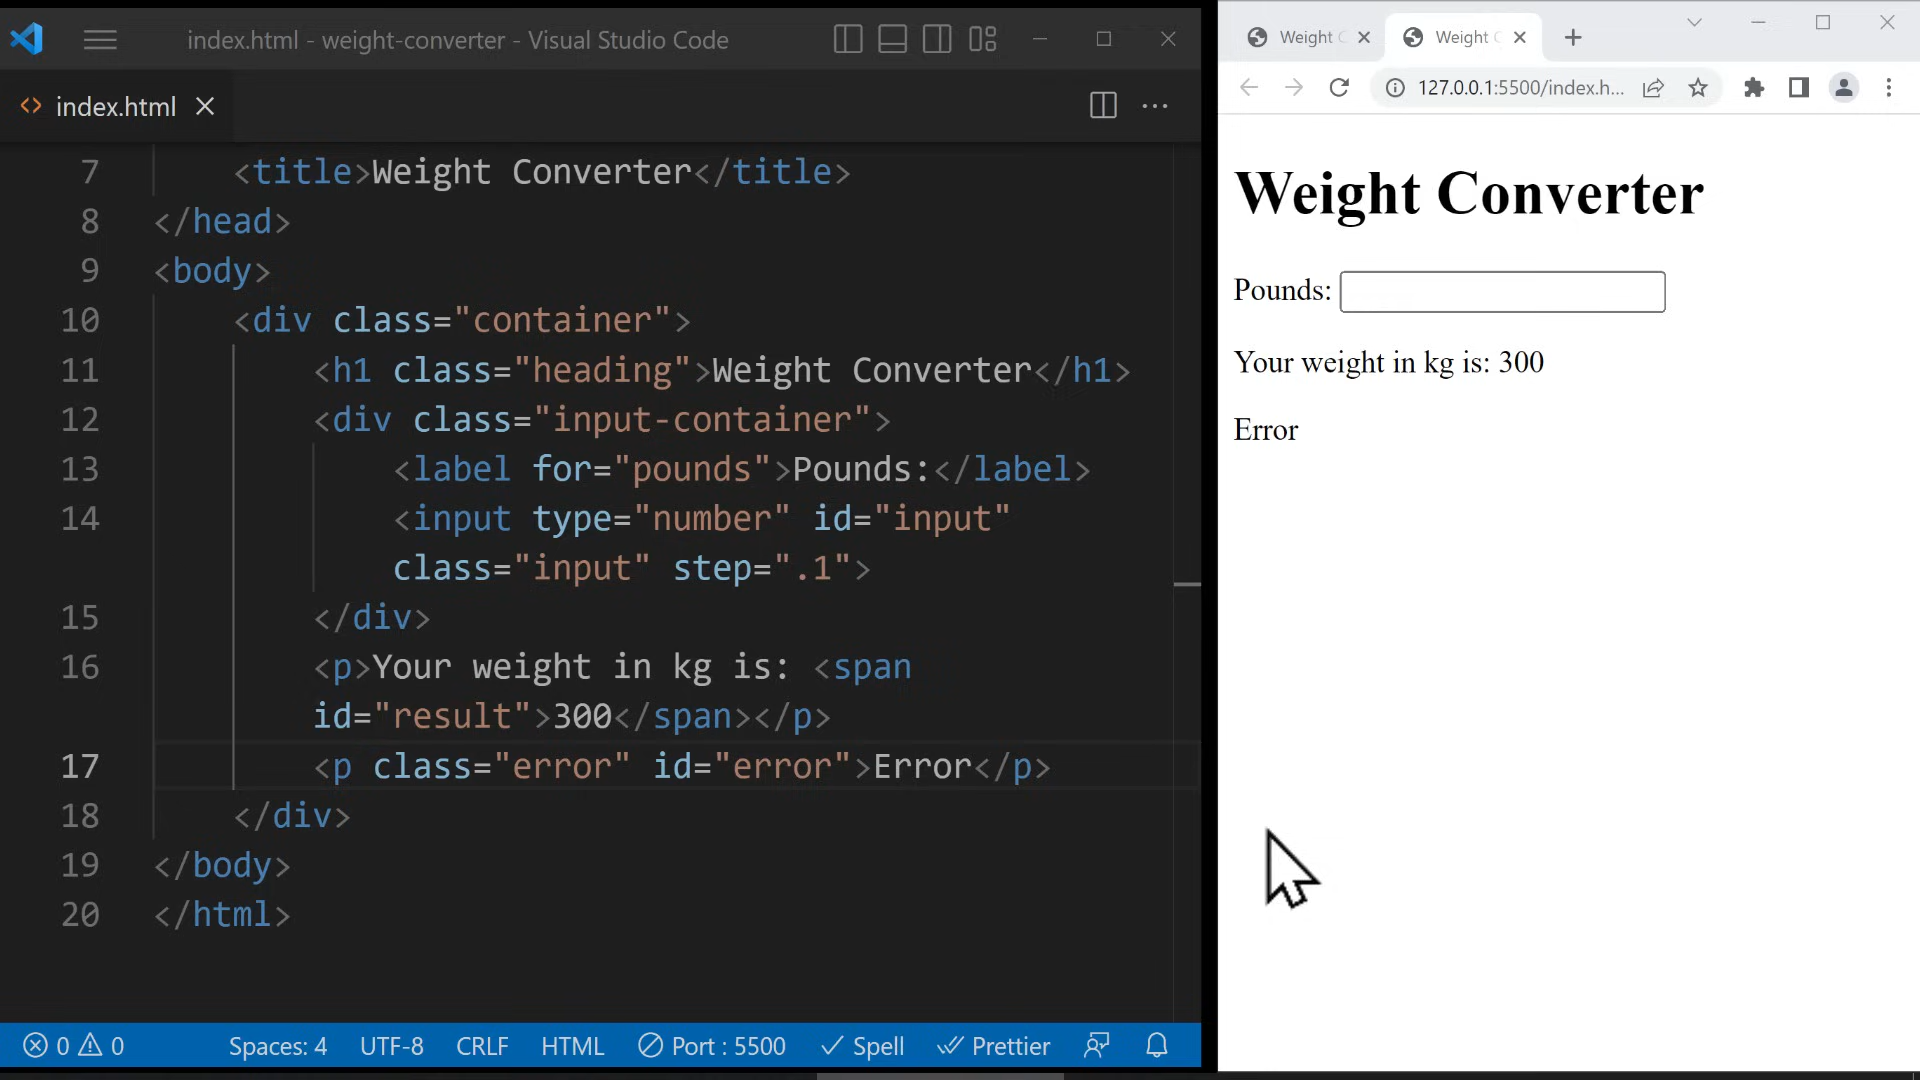 index.html - weight-converter - Visual Studio Code
index.html
7 <title>Weight Converter</title>
8 </head>
9 <body>
10 <div class="container">
11 <h1 class="heading">Weight Converter</h1>
12 <div class="input-container">
13 <label for="pounds">Pounds:</label>
14 <input type="number" id="input"
class="input" step=".1">
15 </div>
16 <p>Your weight in kg is: <span
id="result">300</span></p>
17 <p class="error" id="error">Error</p>
18 </div>
19 </body>
20 </html>
0 0 Spaces: 4 UTF-8 CRLF HTML Port : 5500 Spell Prettier
Weight C Weight C
127.0.0.1:5500/index.h...
Weight Converter
Pounds:
Your weight in kg is: 300
Error